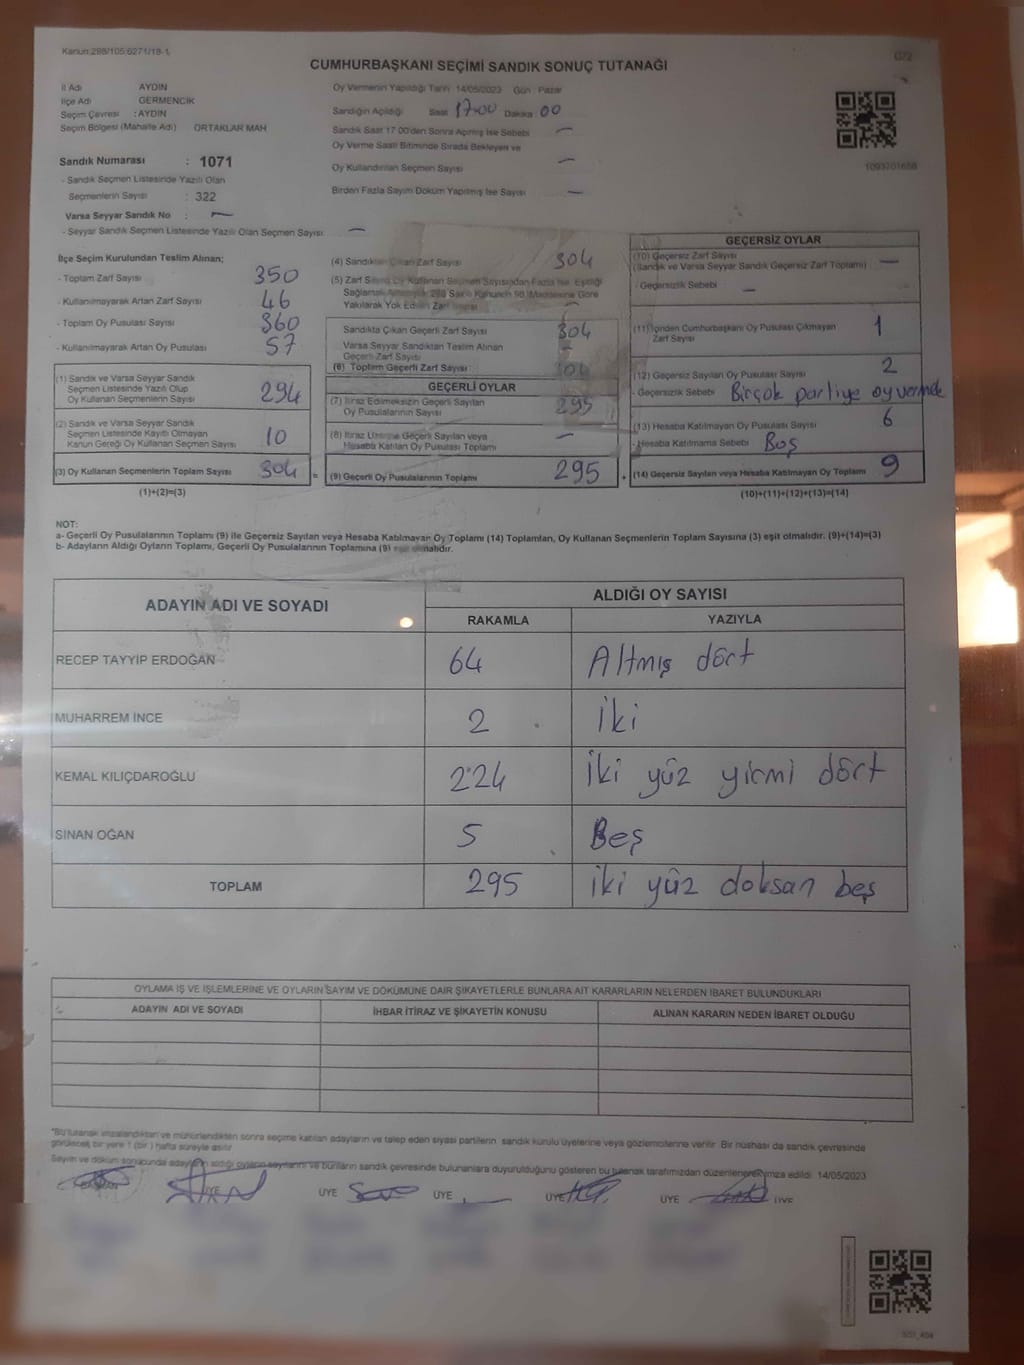 Kanun:298/105 6271/18-1
072
CUMHURBAŞKANI SEÇİMİ SANDIK SONUÇ TUTANAĞI
İl Adı AYDIN
İlçe Adı GERMENCİK
Seçim Çevresi : AYDIN
Seçim Bölgesi (Mahalle Adı) ORTAKLAR MAH
Sandık Numarası : 1071
- Sandık Seçmen Listesinde Yazılı Olan
Seçmenlerin Sayısı : 322
Varsa Seyyar Sandık No : —
- Seyyar Sandık Seçmen Listesinde Yazılı Olan Seçmen Sayısı —
Oy Vermenin Yapıldığı Tarih 14/05/2023 Gün Pazar
Sandığın Açıldığı Saat 17:00 Dakika 00
Sandık Saat 17 00'den Sonra Açılmış İse Sebebi —
Oy Verme Saati Bitiminde Sırada Bekleyen ve
Oy Kullandırılan Seçmen Sayısı —
Birden Fazla Sayım Döküm Yapılmış İse Sayısı —
1093701658
İlçe Seçim Kurulundan Teslim Alınan;
- Toplam Zarf Sayısı 350
- Kullanılmayarak Artan Zarf Sayısı 46
- Toplam Oy Pusulası Sayısı 360
- Kullanılmayarak Artan Oy Pusulası 57
(1) Sandık ve Varsa Seyyar Sandık
Seçmen Listesinde Yazılı Olup
Oy Kullanan Seçmenlerin Sayısı 294
(2) Sandık ve Varsa Seyyar Sandık
Seçmen Listesinde Kayıtlı Olmayan
Kanun Gereği Oy Kullanan Seçmen Sayısı 10
(3) Oy Kullanan Seçmenlerin Toplam Sayısı 304 =
(1)+(2)=(3)
(4) Sandıktan Çıkan Zarf Sayısı 304
(5) Zarf Sayısı Oy Kullanan Seçmen Sayısından Fazla İse, Eşitliği
Sağlamak Amacıyla 298 Sayılı Kanunun 98. Maddesine Göre
Yakılarak Yok Edilen Zarf Sayısı —
Sandıkta Çıkan Geçerli Zarf Sayısı 304
Varsa Seyyar Sandıktan Teslim Alınan
Geçerli Zarf Sayısı —
(6) Toplam Geçerli Zarf Sayısı 304
GEÇERLİ OYLAR
(7) İtiraz Edilmeksizin Geçerli Sayılan
Oy Pusulalarının Sayısı 295
(8) İtiraz Üzerine Geçerli Sayılan veya
Hesaba Katılan Oy Pusulası Toplamı —
(9) Geçerli Oy Pusulalarının Toplamı 295 +
GEÇERSİZ OYLAR
(10) Geçersiz Zarf Sayısı
(Sandık ve Varsa Seyyar Sandık Geçersiz Zarf Toplamı) —
- Geçersizlik Sebebi —
(11) İçinden Cumhurbaşkanı Oy Pusulası Çıkmayan
Zarf Sayısı 1
(12) Geçersiz Sayılan Oy Pusulası Sayısı 2
- Geçersizlik Sebebi Birçok partiye oy vermde
(13) Hesaba Katılmayan Oy Pusulası Sayısı 6
- Hesaba Katılmama Sebebi Boş
(14) Geçersiz Sayılan veya Hesaba Katılmayan Oy Toplamı 9
(10)+(11)+(12)+(13)=(14)
NOT:
a- Geçerli Oy Pusulalarının Toplamı (9) ile Geçersiz Sayılan veya Hesaba Katılmayan Oy Toplamı (14) Toplamları, Oy Kullanan Seçmenlerin Toplam Sayısına (3) eşit olmalıdır. (9)+(14)=(3)
b- Adayların Aldığı Oyların Toplamı, Geçerli Oy Pusulalarının Toplamına (9) eşit olmalıdır.
ADAYIN ADI VE SOYADI ALDIĞI OY SAYISI
RAKAMLA YAZIYLA
RECEP TAYYİP ERDOĞAN 64 Altmış dört
MUHARREM İNCE 2 İki
KEMAL KILIÇDAROĞLU 224 İki yüz yirmi dört
SİNAN OĞAN 5 Beş
TOPLAM 295 iki yüz doksan beş
OYLAMA İŞ VE İŞLEMLERİNE VE OYLARIN SAYIM VE DÖKÜMÜNE DAİR ŞİKAYETLERLE BUNLARA AİT KARARLARIN NELERDEN İBARET BULUNDUKLARI
ADAYIN ADI VE SOYADI İHBAR İTİRAZ VE ŞİKAYETİN KONUSU ALINAN KARARIN NEDEN İBARET OLDUĞU
*Bu tutanak imzalandıktan ve mühürlendikten sonra seçime katılan adayların ve talep eden siyasi partilerin sandık kurulu üyelerine veya gözlemcilerine verilir. Bir nüshası da sandık çevresinde
görülecek bir yere 1 (bir ) hafta süreyle asılır
Sayım ve döküm sonucunda adayların aldığı oyların sayılarını ve bunların sandık çevresinde bulunanlara duyurulduğunu gösteren bu tutanak tarafımızdan düzenlenerek imza edildi. 14/05/2023
BAŞKAN ÜYE ÜYE ÜYE ÜYE ÜYE ÜYE